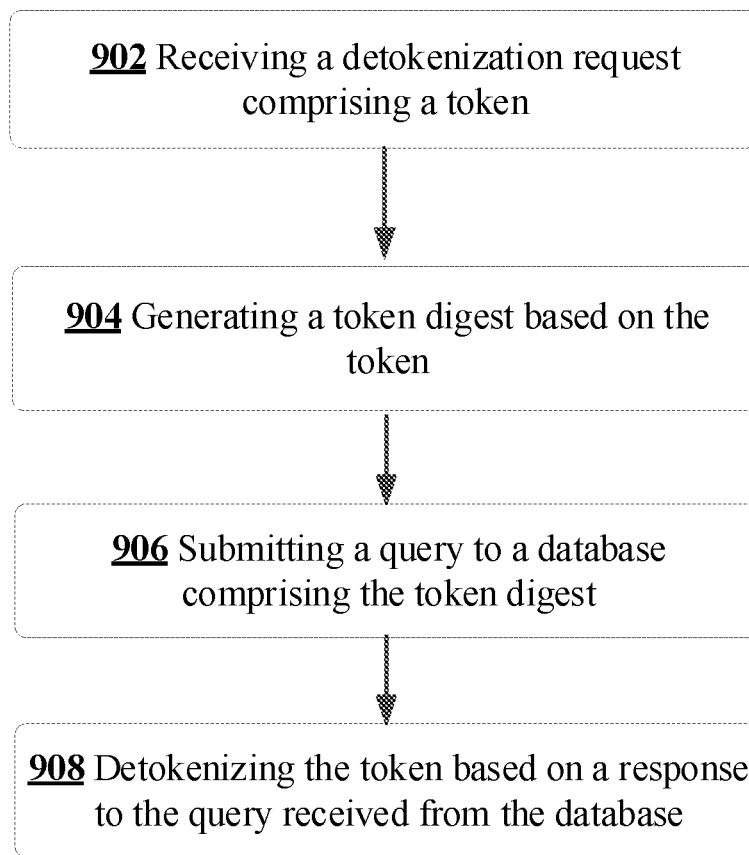 902 Receiving a detokenization request
comprising a token
904 Generating a token digest based on the
token
906 Submitting a query to a database
comprising the token digest
908 Detokenizing the token based on a response
to the query received from the database